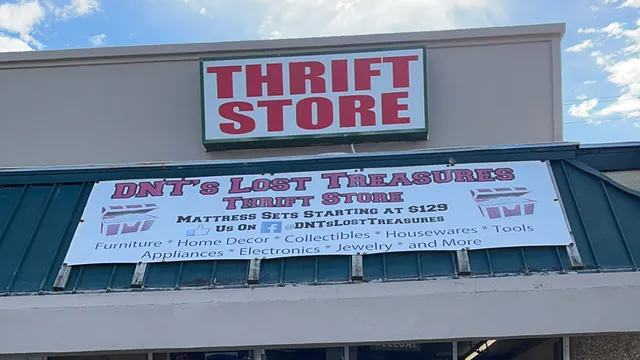 THRIFT
STORE
DNT'S LOST TREASURES
THRIFT STORE
MATTRESS SETS STARTING AT $129
US ON f @DNTSLOSTTREASURES
Furniture * Home Decor * Collectibles * Housewares * Tools
Appliances * Electronics * Jewelry * and More